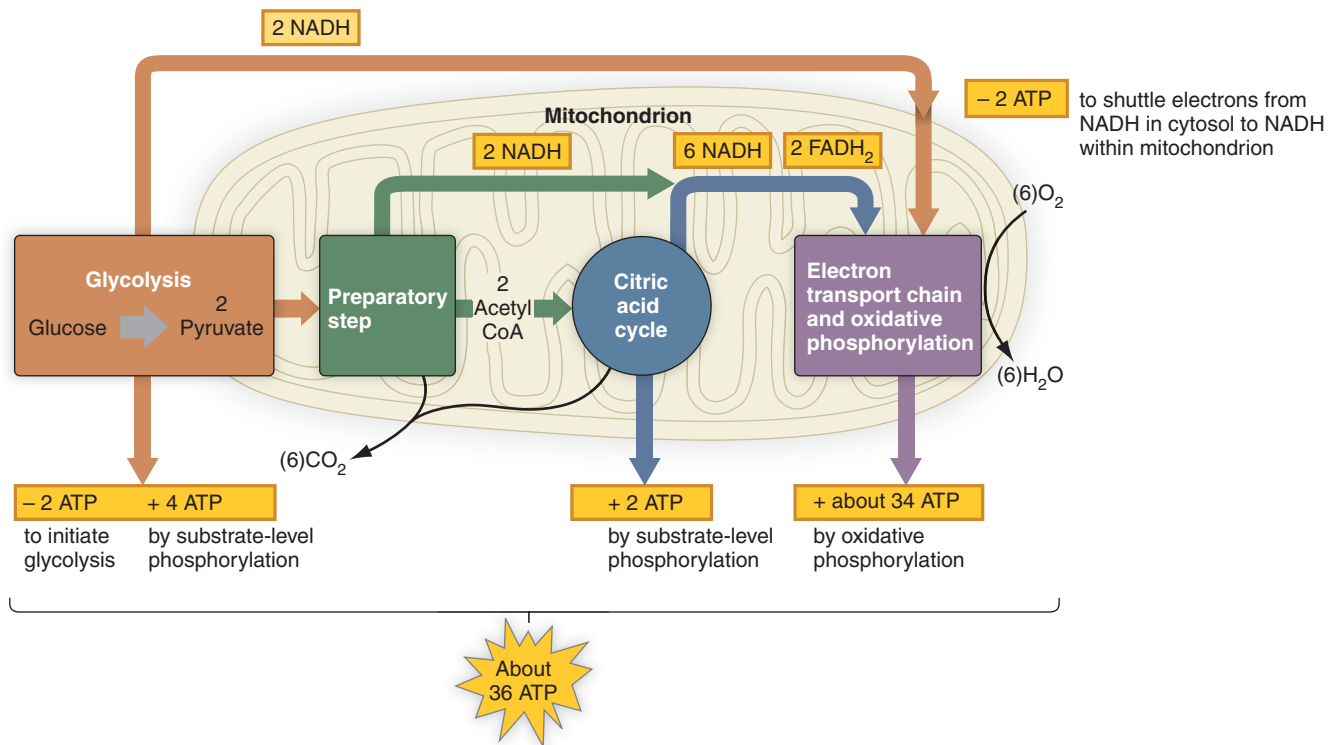 2 NADH
– 2 ATP
to shuttle electrons from
NADH in cytosol to NADH
within mitochondrion
Mitochondrion
2 NADH
6 NADH
2 FADH₂
(6)O₂
Glycolysis
Glucose
2
Pyruvate
Preparatory
step
2
Acetyl
CoA
Citric
acid
cycle
Electron
transport chain
and oxidative
phosphorylation
(6)H₂O
(6)CO₂
– 2 ATP
to initiate
glycolysis
+ 4 ATP
by substrate-level
phosphorylation
+ 2 ATP
by substrate-level
phosphorylation
+ about 34 ATP
by oxidative
phosphorylation
About
36 ATP